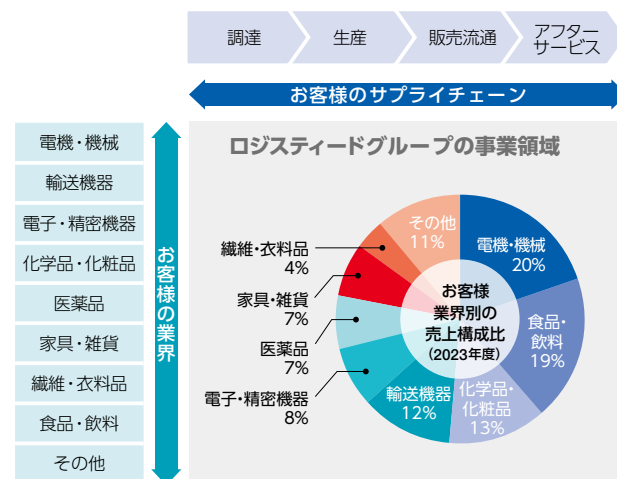 調達
生産
販売流通
アフター
サービス
お客様のサプライチェーン
電機・機械
輸送機器
電子・精密機器
化学品・化粧品
医薬品
家具・雑貨
繊維・衣料品
食品・飲料
その他
お客様の業界
ロジスティードグループの事業領域
電機・機械
20%
食品・
飲料
19%
化学品・
化粧品
13%
輸送機器
12%
電子・精密機器
8%
医薬品
7%
家具・雑貨
7%
繊維・衣料品
4%
その他
11%
お客様
業界別の
売上構成比
(2023年度)